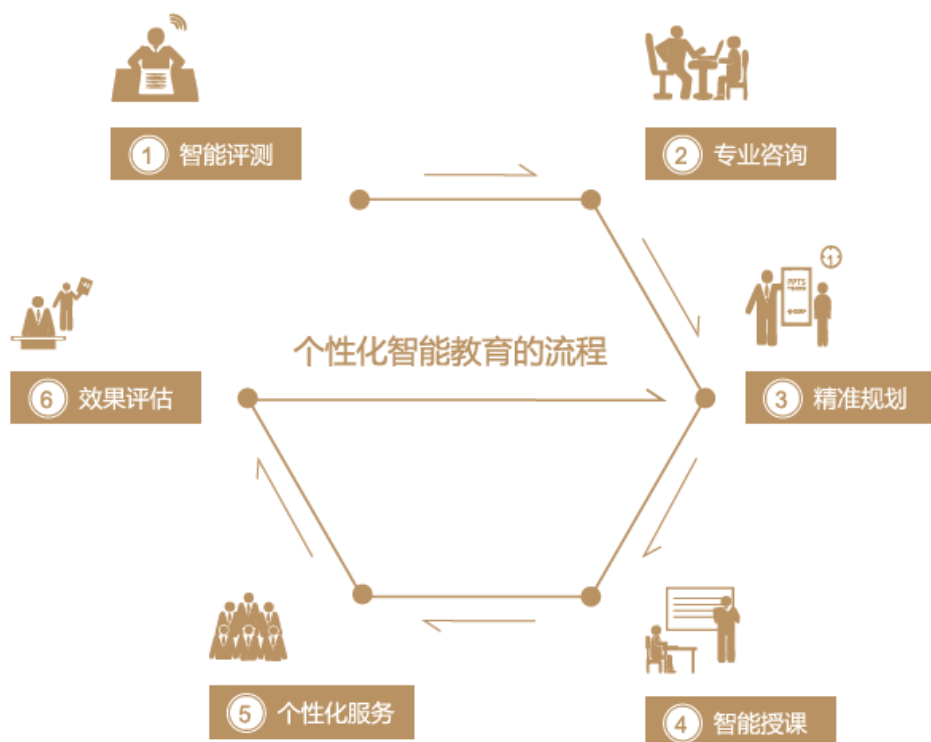 1 智能评测
2 专业咨询
PPTS
个性化智能教育的流程
6 效果评估
3 精准规划
5 个性化服务
4 智能授课